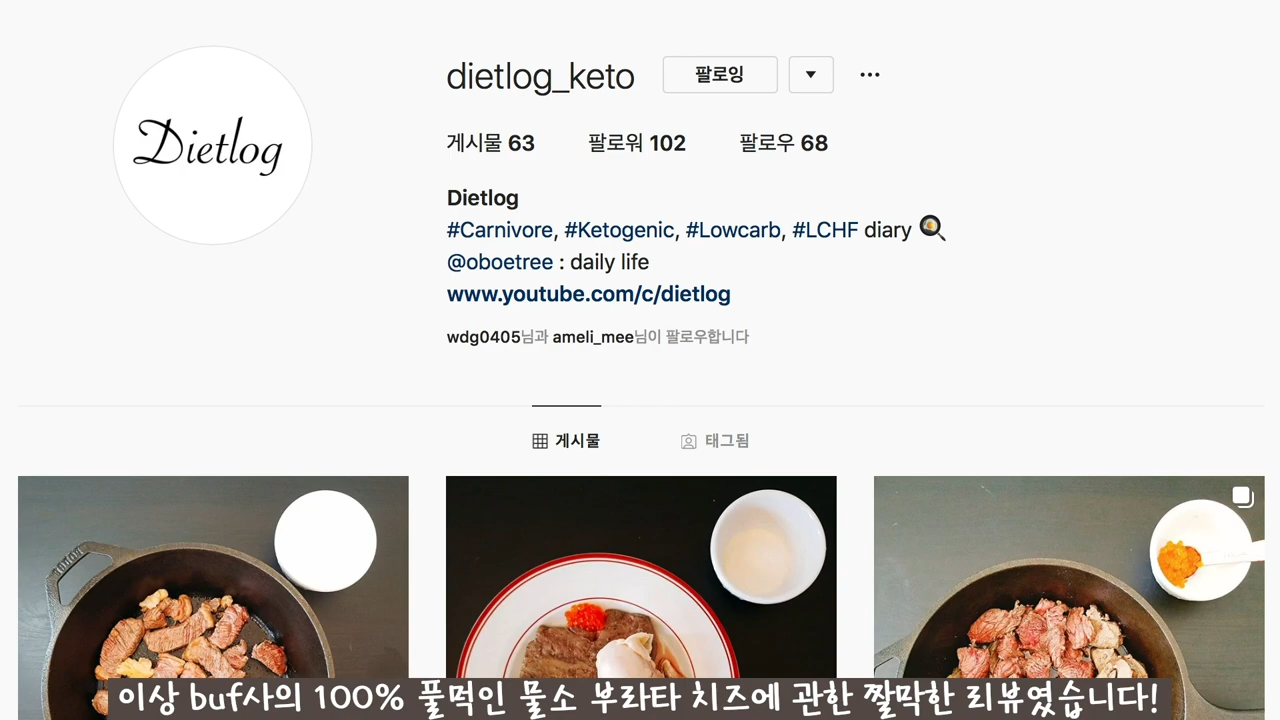 Dietlog
dietlog_keto 팔로잉
게시물 63 팔로워 102 팔로우 68
Dietlog
#Carnivore, #Ketogenic, #Lowcarb, #LCHF diary
@oboetree : daily life
www.youtube.com/c/dietlog
wdg0405님과 ameli_mee님이 팔로우합니다
게시물 태그됨
이상 buf사의 100% 풀먹인 물소 부라타 치즈에 관한 짤막한 리뷰였습니다!